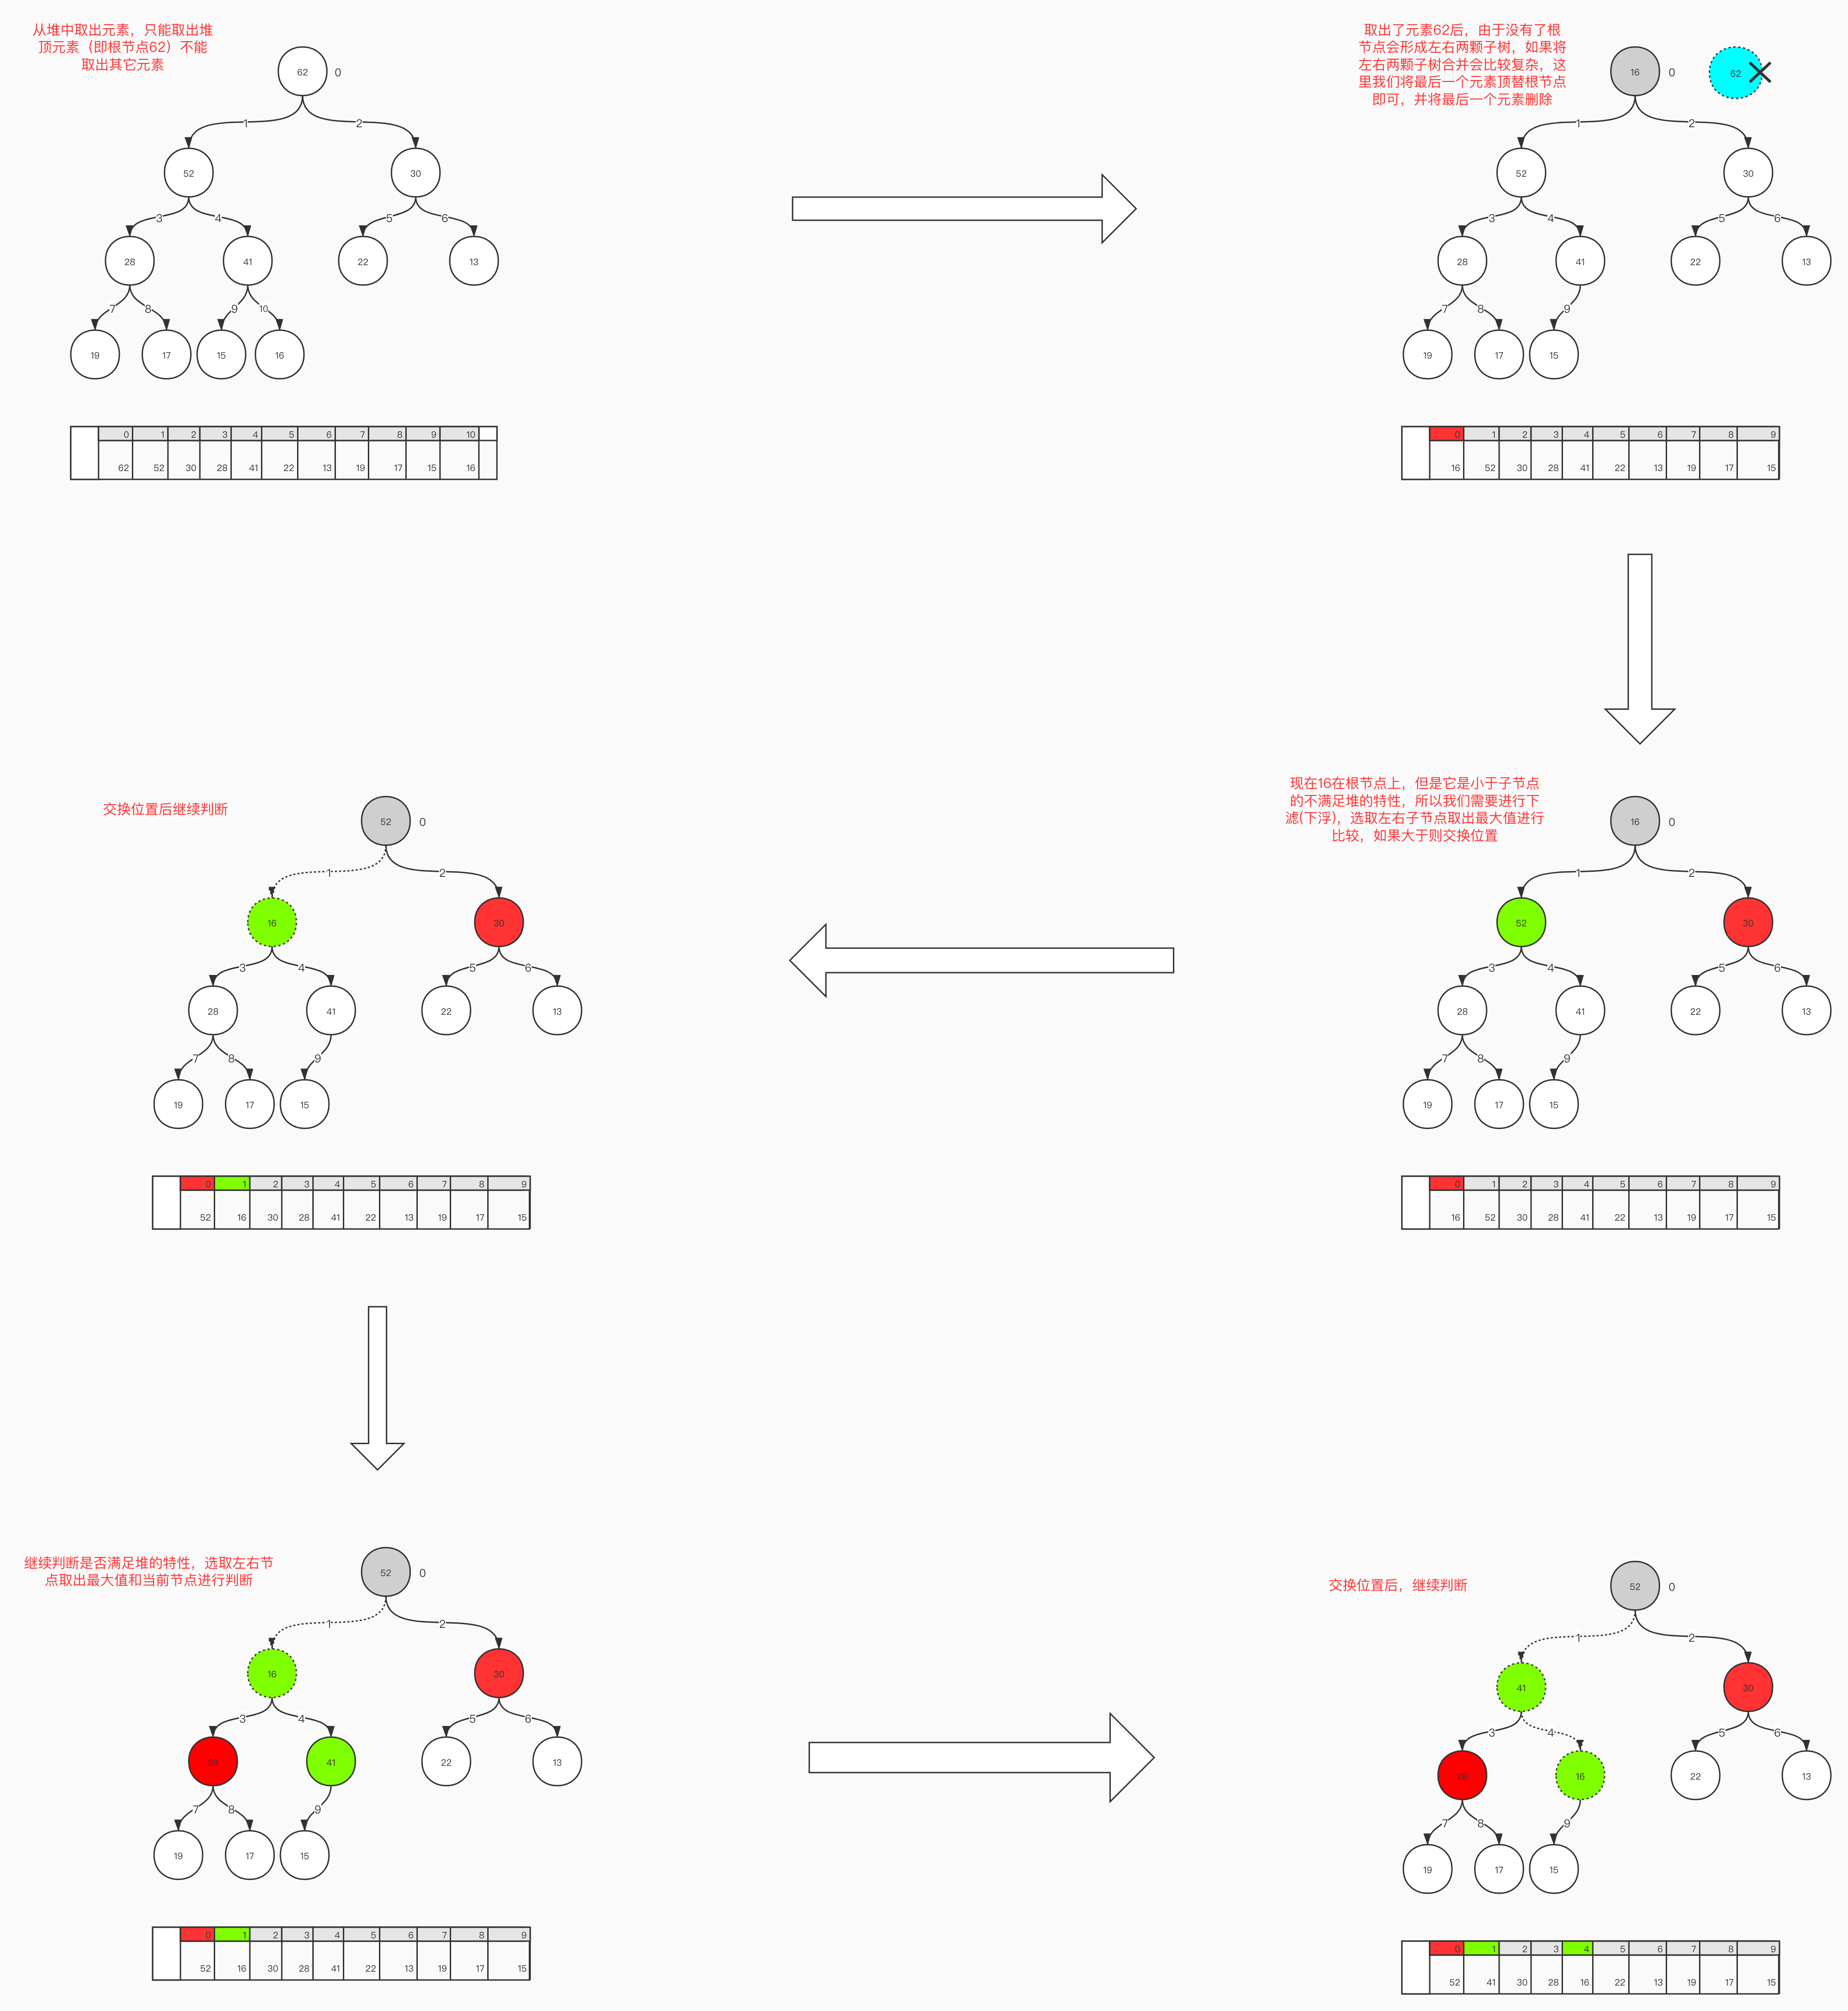 从堆中取出元素，只能取出堆
顶元素（即根节点62）不能
取出其它元素
62 0
1 2
52 30
3 4 5 6
28 41 22 13
7 8 9 10
19 17 15 16
0 1 2 3 4 5 6 7 8 9 10
62 52 30 28 41 22 13 19 17 15 16
取出了元素62后，由于没有了根
节点会形成左右两颗子树，如果将
左右两颗子树合并会比较复杂，这
里我们将最后一个元素顶替根节点
即可，并将最后一个元素删除
16 0 62
1 2
52 30
3 4 5 6
28 41 22 13
7 8 9
19 17 15
0 1 2 3 4 5 6 7 8 9
16 52 30 28 41 22 13 19 17 15
现在16在根节点上，但是它是小于子节点
的不满足堆的特性，所以我们需要进行下
滤(下浮)，选取左右子节点取出最大值进行
比较，如果大于则交换位置
16 0
1 2
52 30
3 4 5 6
28 41 22 13
7 8 9
19 17 15
0 1 2 3 4 5 6 7 8 9
16 52 30 28 41 22 13 19 17 15
交换位置后继续判断
52 0
1 2
16 30
3 4 5 6
28 41 22 13
7 8 9
19 17 15
0 1 2 3 4 5 6 7 8 9
52 16 30 28 41 22 13 19 17 15
继续判断是否满足堆的特性，选取左右节
点取出最大值和当前节点进行判断
52 0
1 2
16 30
3 4 5 6
28 41 22 13
7 8 9
19 17 15
0 1 2 3 4 5 6 7 8 9
52 16 30 28 41 22 13 19 17 15
交换位置后，继续判断
52 0
1 2
41 30
3 4 5 6
28 16 22 13
7 8 9
19 17 15
0 1 2 3 4 5 6 7 8 9
52 41 30 28 16 22 13 19 17 15